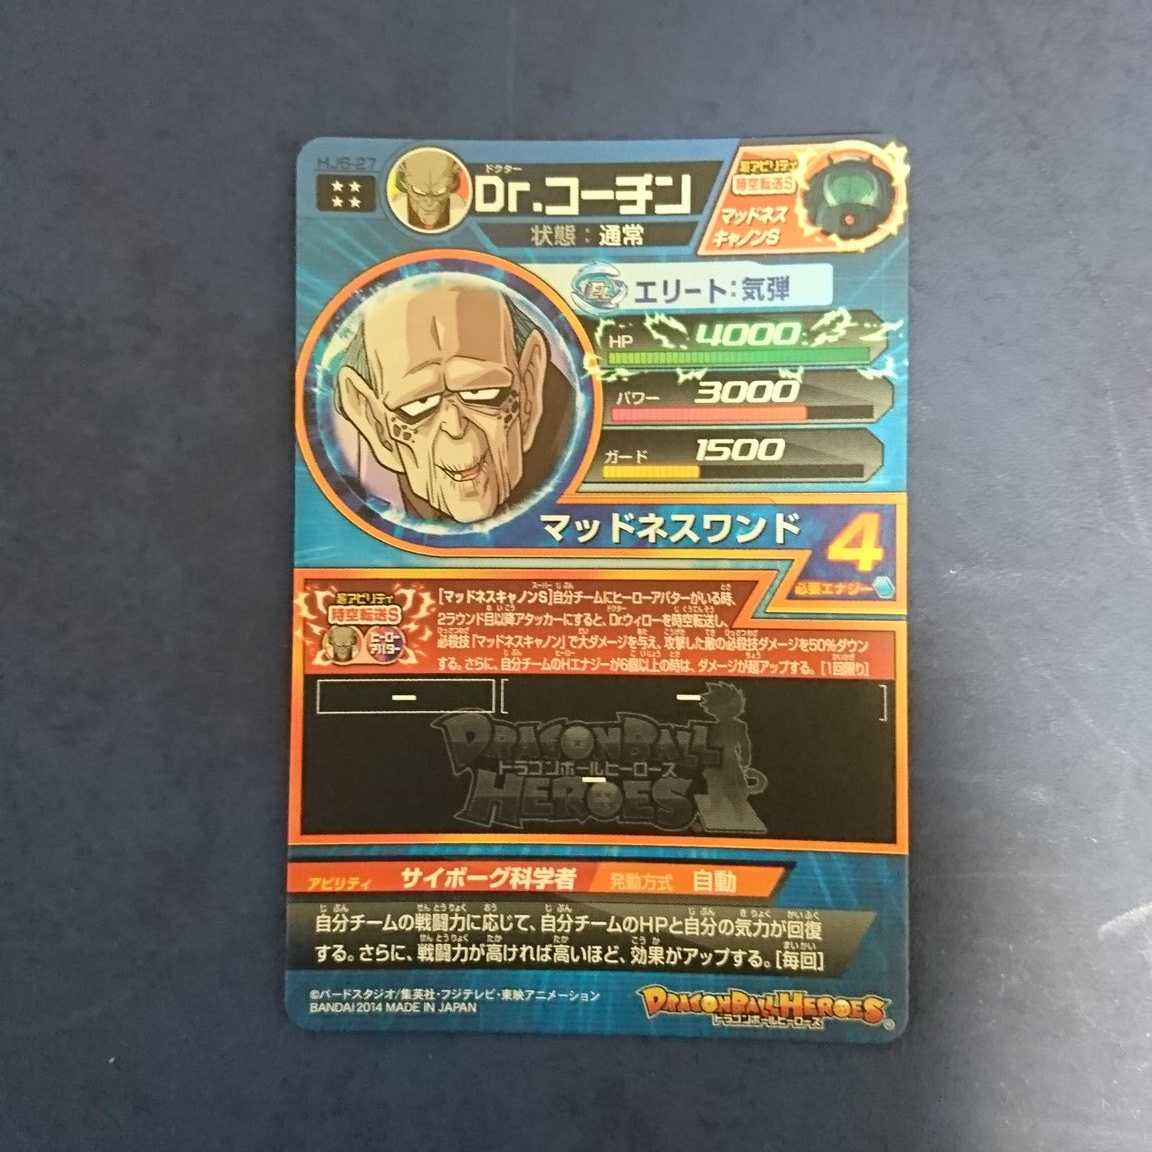 HJ6-27
ドクター
Dr.コーチン
状態：通常
超アビリティ
時空転送S
マッドネス
キャノンS
エリート：気弾
HP 4000
パワー 3000
ガード 1500
マッドネスワンド
4
必要エナジー
超アビリティ
時空転送S
ヒーロー
アバター
[マッドネスキャノンS]自分チームにヒーローアバターがいる時、
2ラウンド目以降アタッカーにすると、Dr.ウィローを時空転送し、
必殺技「マッドネスキャノン」で大ダメージを与え、攻撃した敵の必殺技ダメージを50%ダウン
する。さらに、自分チームのHエナジーが6個以上の時は、ダメージが超アップする。[1回限り]
ー ー
DRAGONBALL
ドラゴンボールヒーローズ
ー
HEROES
アビリティ サイボーグ科学者 発動方式 自動
自分チームの戦闘力に応じて、自分チームのHPと自分の気力が回復
する。さらに、戦闘力が高ければ高いほど、効果がアップする。[毎回]
©バードスタジオ/集英社・フジテレビ・東映アニメーション
BANDAI 2014 MADE IN JAPAN
DRAGONBALL HEROES®
ドラゴンボールヒーローズ